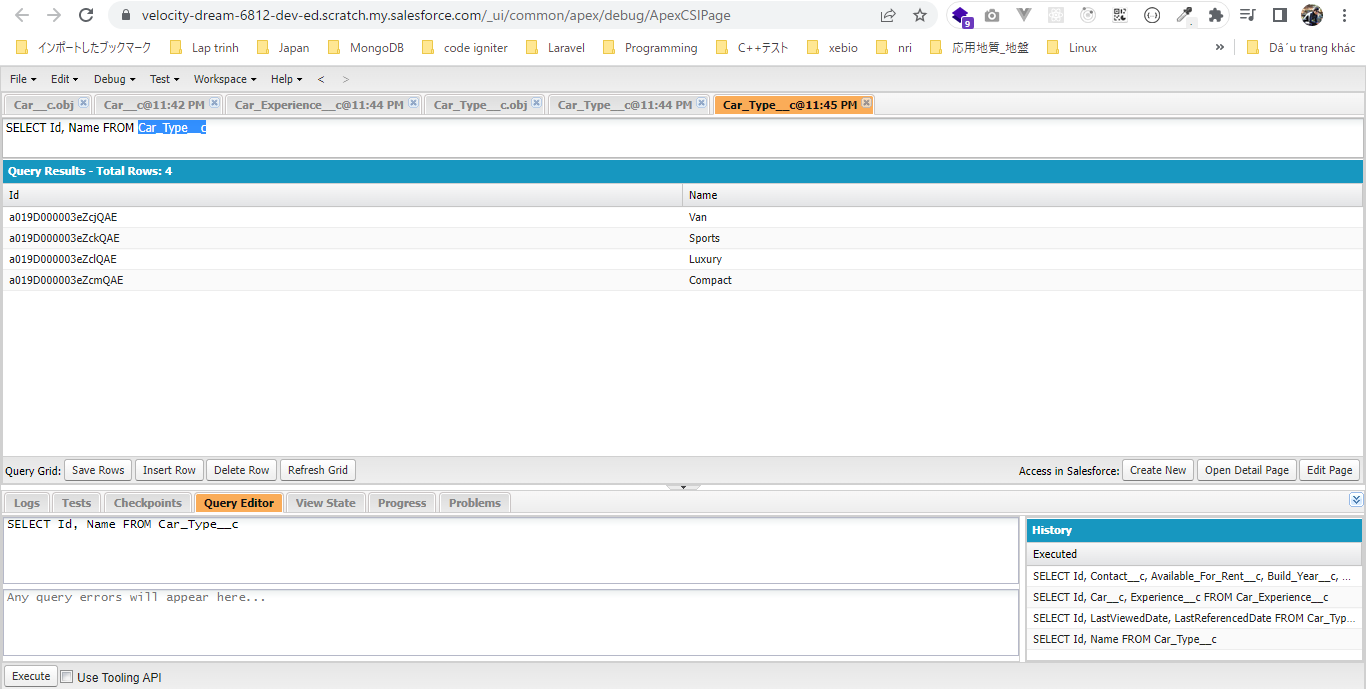 velocity-dream-6812-dev-ed.scratch.my.salesforce.com/_ui/common/apex/debug/ApexCSIPage
9
インポートしたブックマーク Lap trinh Japan MongoDB code igniter Laravel Programming C++テスト xebio nri 応用地質_地盤 Linux » Dấu trang khác
File Edit Debug Test Workspace Help < >
Car__c.obj Car__c@11:42 PM Car_Experience__c@11:44 PM Car_Type__c.obj Car_Type__c@11:44 PM Car_Type__c@11:45 PM
SELECT Id, Name FROM Car_Type__c
Query Results - Total Rows: 4
Id Name
a019D000003eZcjQAE Van
a019D000003eZckQAE Sports
a019D000003eZclQAE Luxury
a019D000003eZcmQAE Compact
Query Grid: Save Rows Insert Row Delete Row Refresh Grid Access in Salesforce: Create New Open Detail Page Edit Page
Logs Tests Checkpoints Query Editor View State Progress Problems
SELECT Id, Name FROM Car_Type__c
Any query errors will appear here...
History
Executed
SELECT Id, Contact__c, Available_For_Rent__c, Build_Year__c, ...
SELECT Id, Car__c, Experience__c FROM Car_Experience__c
SELECT Id, LastViewedDate, LastReferencedDate FROM Car_Typ...
SELECT Id, Name FROM Car_Type__c
Execute Use Tooling API